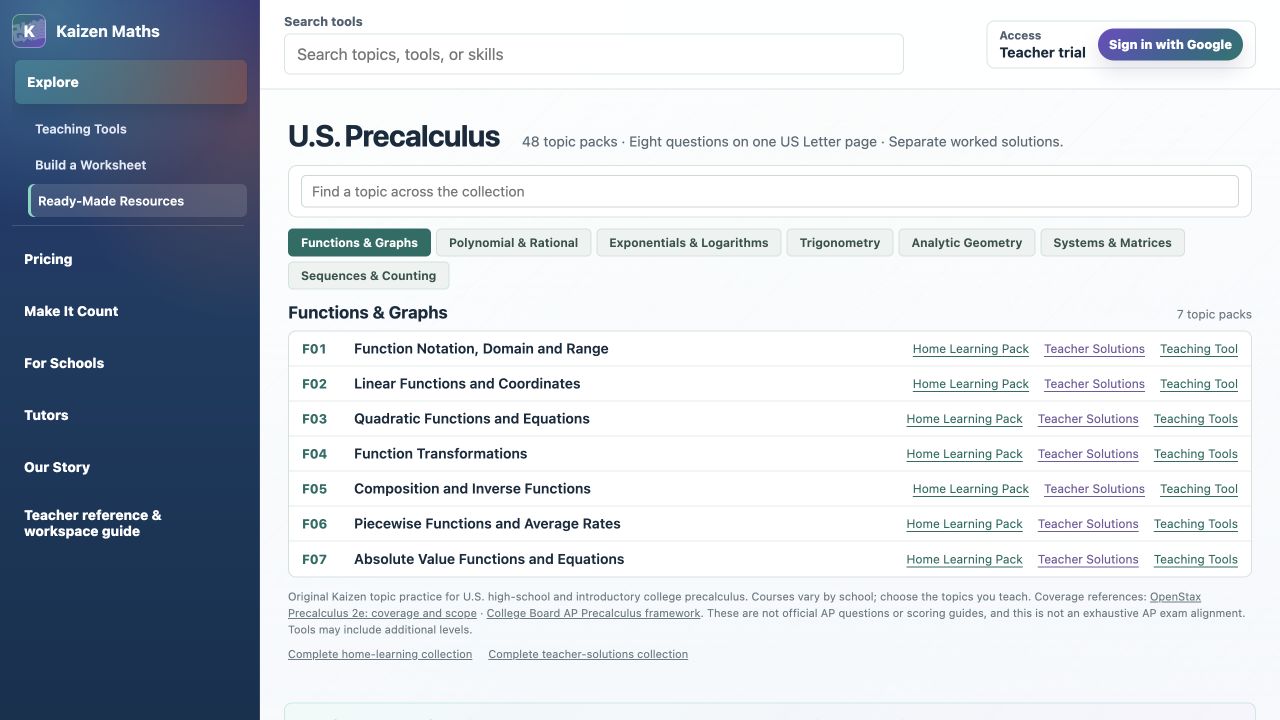 K
Kaizen Maths
Explore
Teaching Tools
Build a Worksheet
Ready-Made Resources
Pricing
Make It Count
For Schools
Tutors
Our Story
Teacher reference &
workspace guide
Search tools
Search topics, tools, or skills
Access
Teacher trial
Sign in with Google
U.S. Precalculus
48 topic packs · Eight questions on one US Letter page · Separate worked solutions.
Find a topic across the collection
Functions & Graphs
Polynomial & Rational
Exponentials & Logarithms
Trigonometry
Analytic Geometry
Systems & Matrices
Sequences & Counting
Functions & Graphs
7 topic packs
F01 Function Notation, Domain and Range Home Learning Pack Teacher Solutions Teaching Tool
F02 Linear Functions and Coordinates Home Learning Pack Teacher Solutions Teaching Tool
F03 Quadratic Functions and Equations Home Learning Pack Teacher Solutions Teaching Tools
F04 Function Transformations Home Learning Pack Teacher Solutions Teaching Tools
F05 Composition and Inverse Functions Home Learning Pack Teacher Solutions Teaching Tool
F06 Piecewise Functions and Average Rates Home Learning Pack Teacher Solutions Teaching Tools
F07 Absolute Value Functions and Equations Home Learning Pack Teacher Solutions Teaching Tools
Original Kaizen topic practice for U.S. high-school and introductory college precalculus. Courses vary by school; choose the topics you teach. Coverage references: OpenStax
Precalculus 2e: coverage and scope · College Board AP Precalculus framework. These are not official AP questions or scoring guides, and this is not an exhaustive AP exam alignment.
Tools may include additional levels.
Complete home-learning collection
Complete teacher-solutions collection